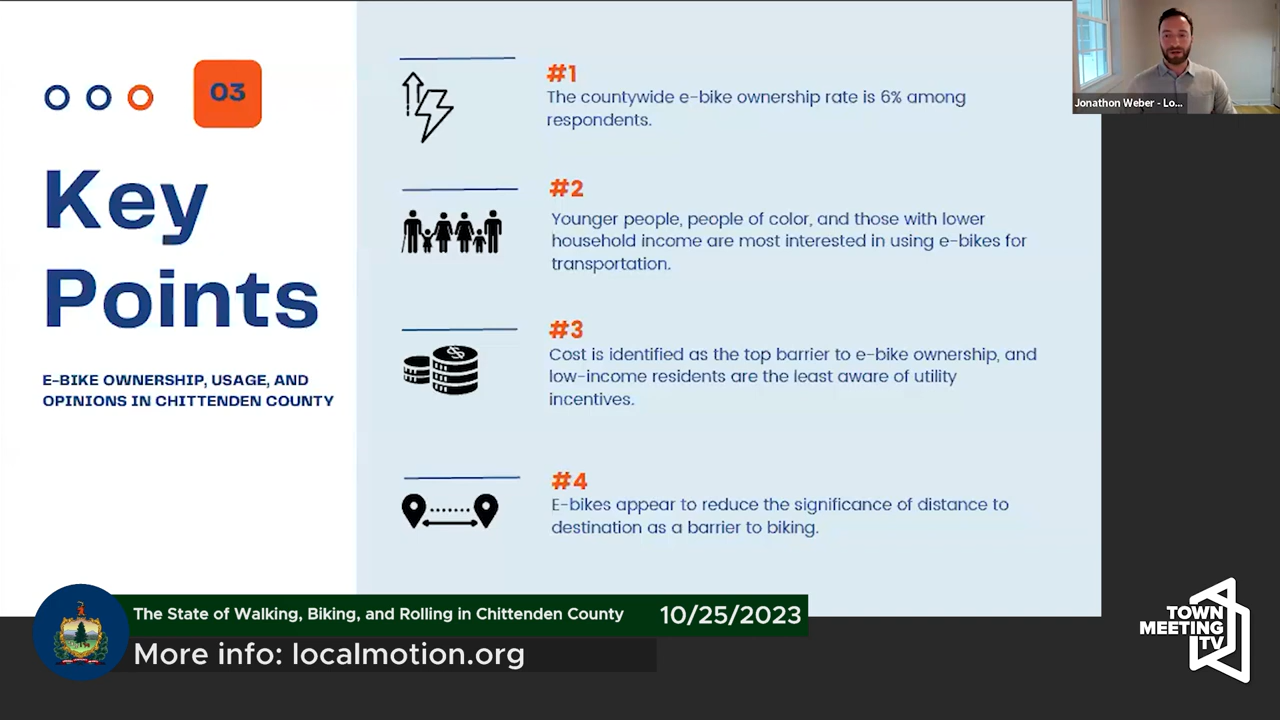 03
Key
Points
E-BIKE OWNERSHIP, USAGE, AND
OPINIONS IN CHITTENDEN COUNTY
#1
The countywide e-bike ownership rate is 6% among
respondents.
#2
Younger people, people of color, and those with lower
household income are most interested in using e-bikes for
transportation.
#3
Cost is identified as the top barrier to e-bike ownership, and
low-income residents are the least aware of utility
incentives.
#4
E-bikes appear to reduce the significance of distance to
destination as a barrier to biking.
Jonathon Weber - Lo...
The State of Walking, Biking, and Rolling in Chittenden County
10/25/2023
More info: localmotion.org
TOWN
MEETING
TV